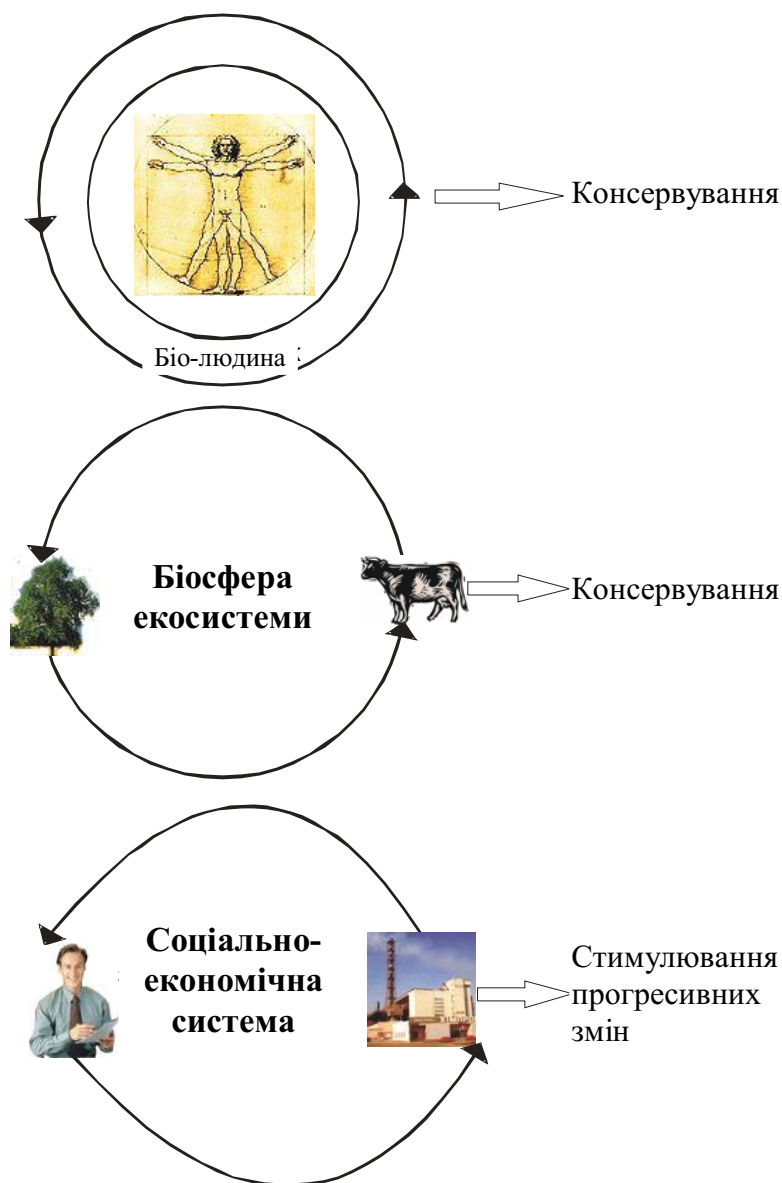 Консервування
Біо-людина
Біосфера
екосистеми
Консервування
Соціально-
економічна
система
Стимулювання
прогресивних
змін